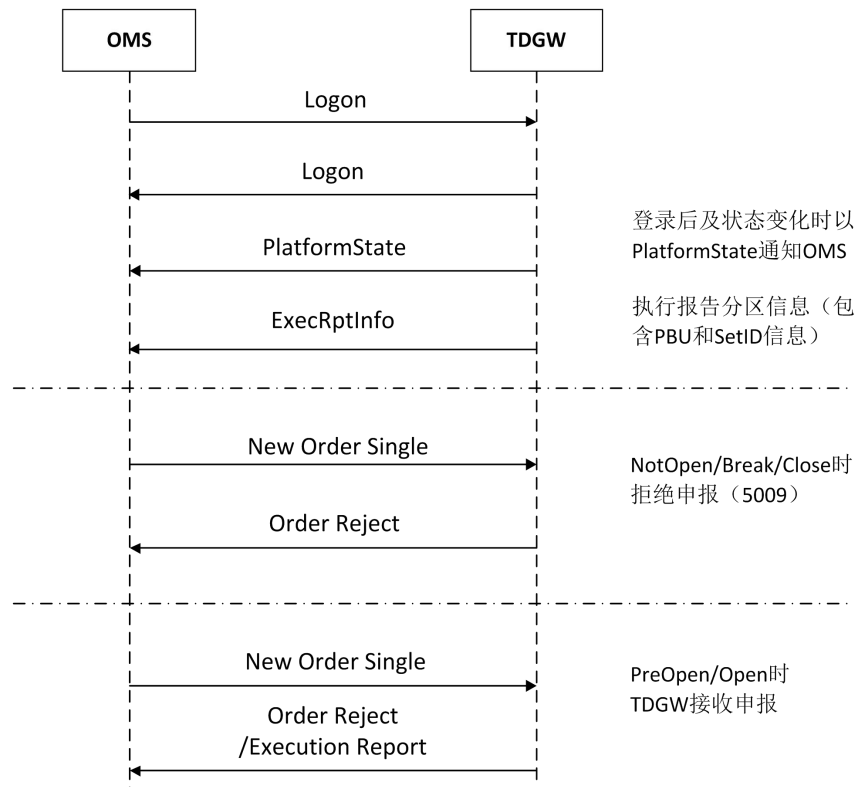 OMS
TDGW
Logon
Logon
登录后及状态变化时以
PlatformState通知OMS
PlatformState
执行报告分区信息（包
含PBU和SetID信息）
ExecRptInfo
New Order Single
NotOpen/Break/Close时
拒绝申报（5009）
Order Reject
New Order Single
PreOpen/Open时
TDGW接收申报
Order Reject
/Execution Report